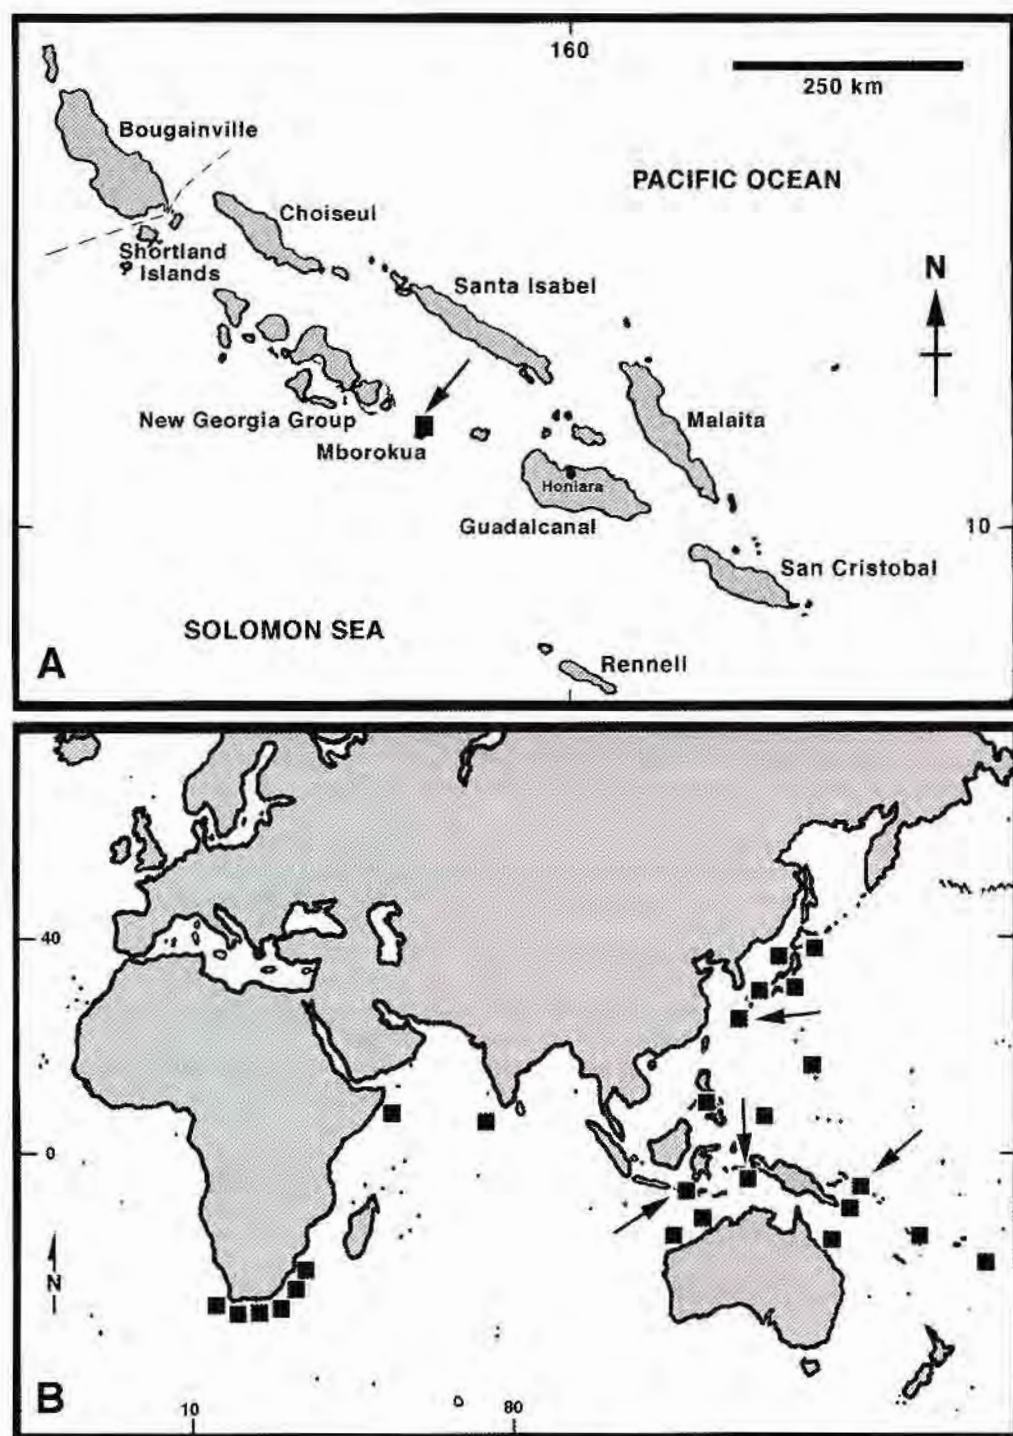 160
250 km
Bougainville
PACIFIC OCEAN
Choiseul
Shortland
Islands
Santa Isabel
N
New Georgia Group
Malaita
Mborokua
Honiara
Guadalcanal
10
San Cristobal
SOLOMON SEA
Rennell
A
40
0
N
B
10
80